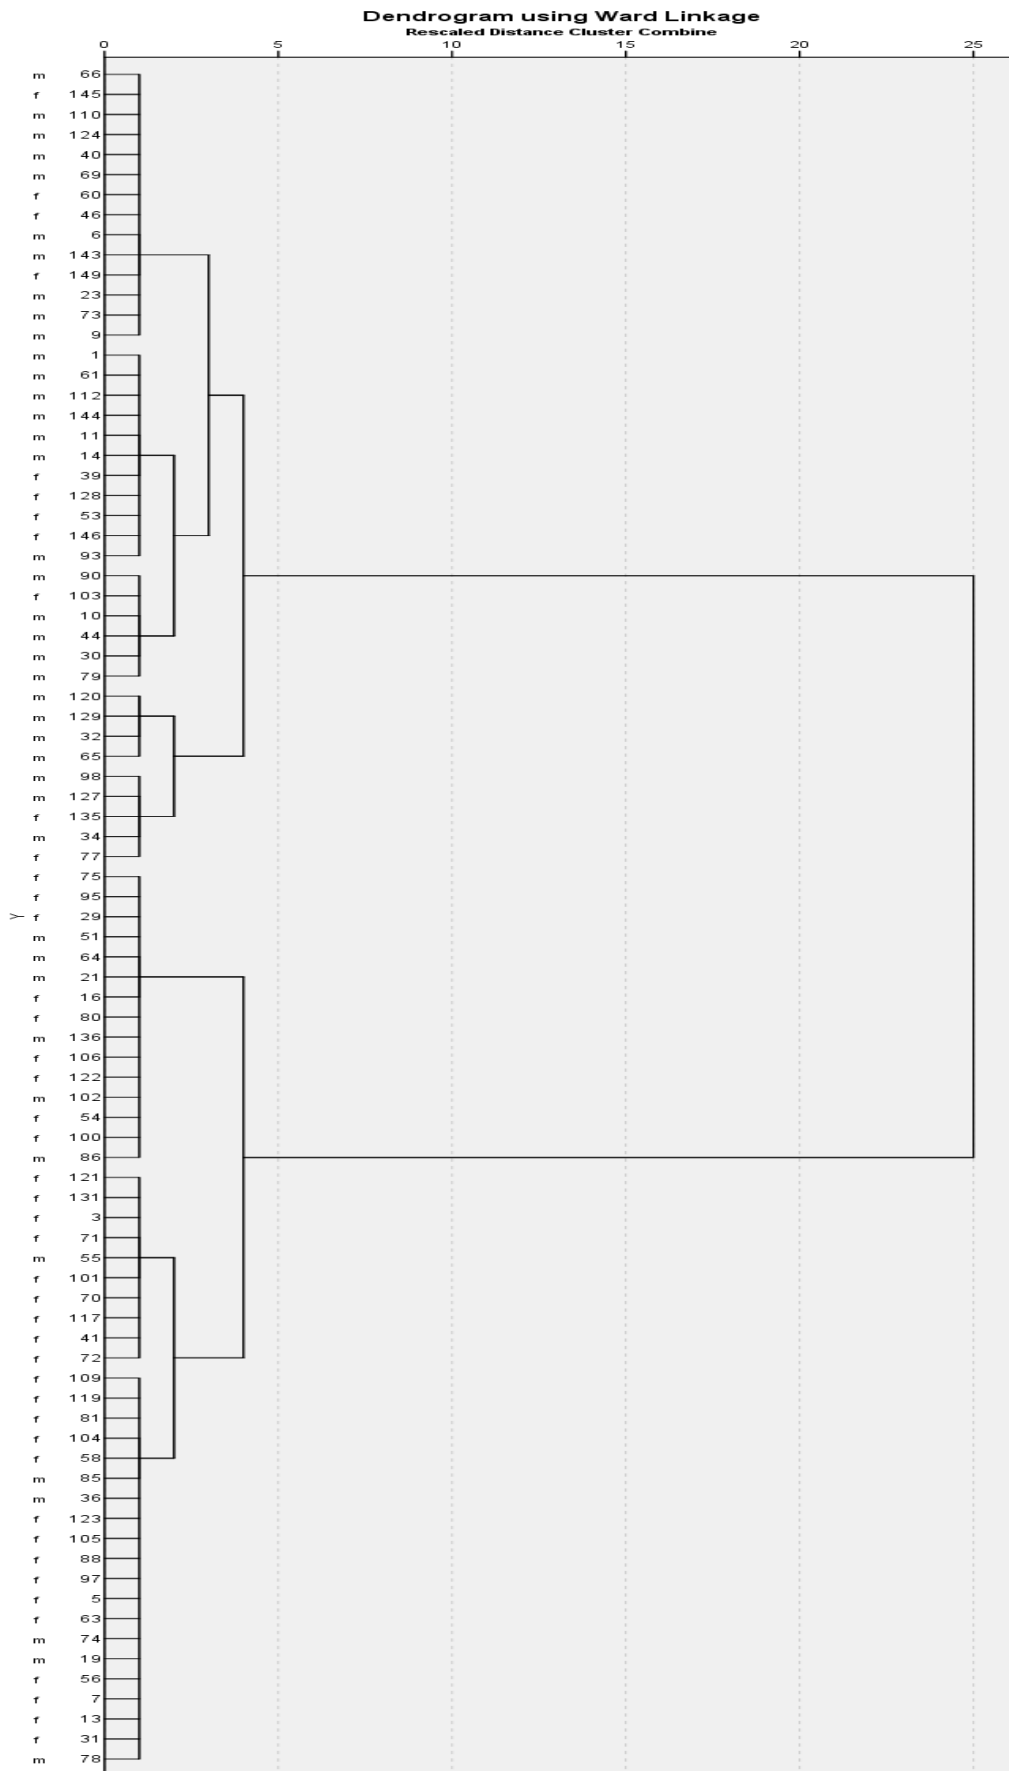 Dendrogram using Ward Linkage
Rescaled Distance Cluster Combine
0 5 10 15 20 25
m 66
f 145
m 110
m 124
m 40
m 69
f 60
f 46
m 6
m 143
f 149
m 23
m 73
m 9
m 1
m 61
m 112
m 144
m 11
m 14
f 39
f 128
f 53
f 146
m 93
m 90
f 103
m 10
m 44
m 30
m 79
m 120
m 129
m 32
m 65
m 98
m 127
f 135
m 34
f 77
f 75
f 95
Y f 29
m 51
m 64
m 21
f 16
f 80
m 136
f 106
f 122
m 102
f 54
f 100
m 86
f 121
f 131
f 3
f 71
m 55
f 101
f 70
f 117
f 41
f 72
f 109
f 119
f 81
f 104
f 58
m 85
m 36
f 123
f 105
f 88
f 97
f 5
f 63
m 74
m 19
f 56
f 7
f 13
f 31
m 78